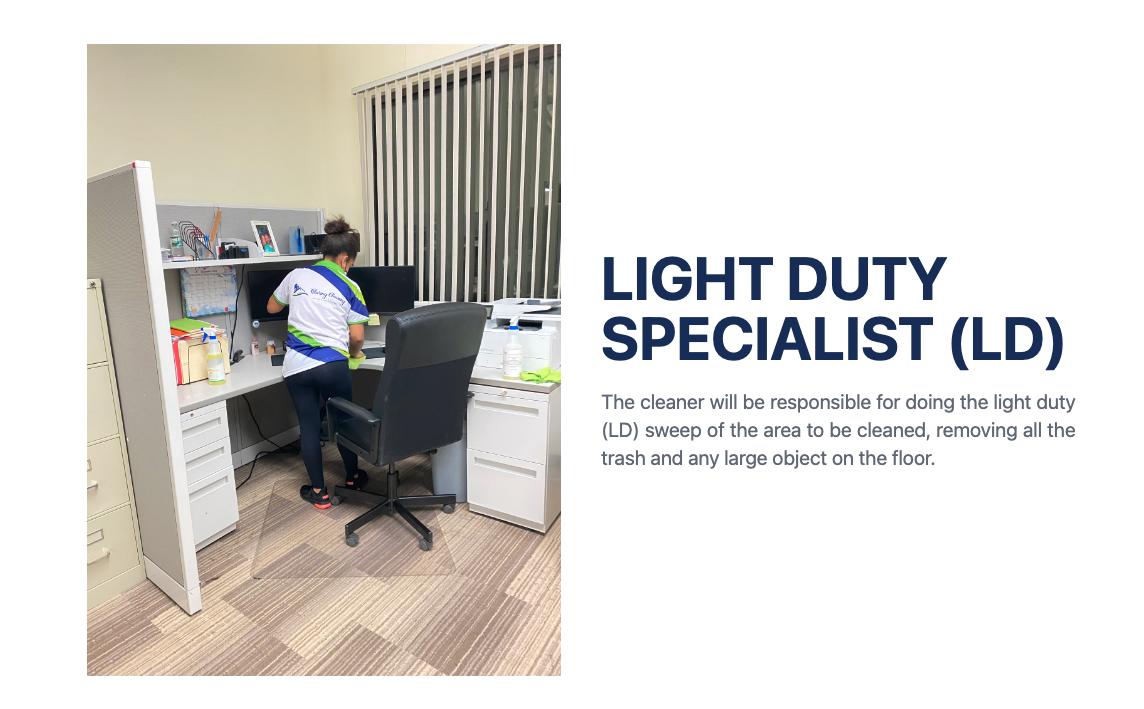 LIGHT DUTY
SPECIALIST (LD)
The cleaner will be responsible for doing the light duty
(LD) sweep of the area to be cleaned, removing all the
trash and any large object on the floor.